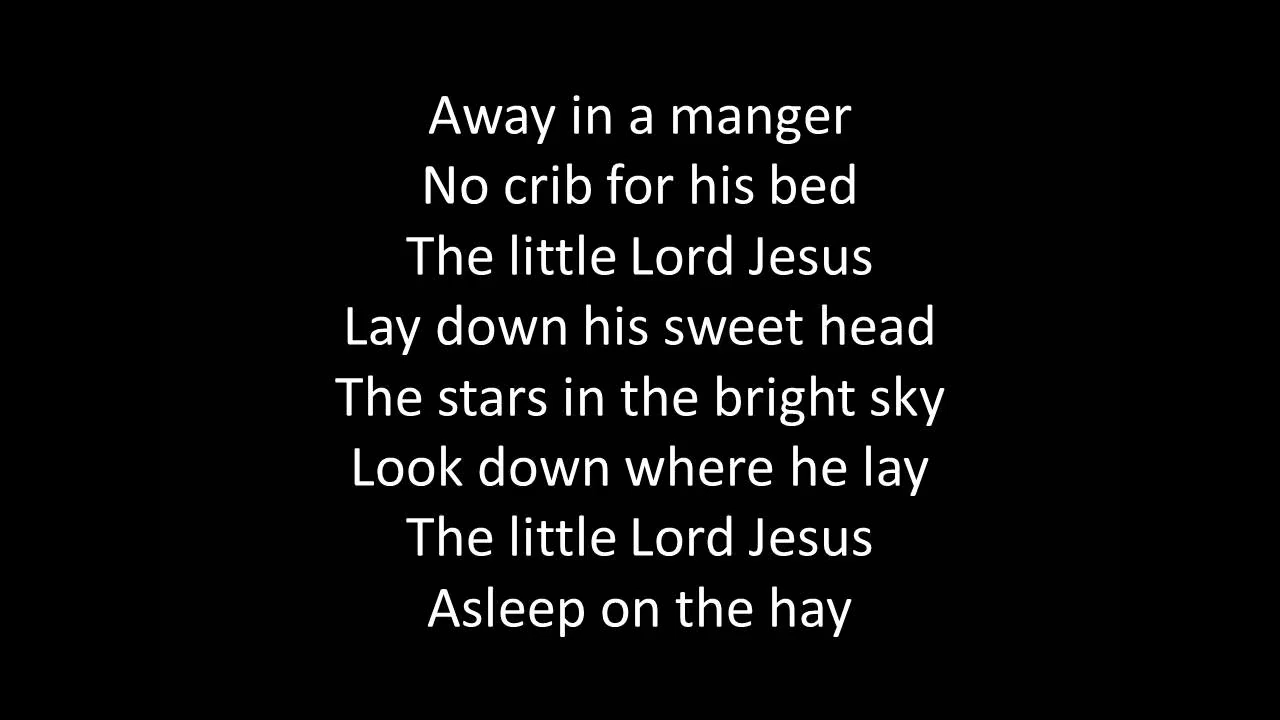 Away in a manger
No crib for his bed
The little Lord Jesus
Lay down his sweet head
The stars in the bright sky
Look down where he lay
The little Lord Jesus
Asleep on the hay